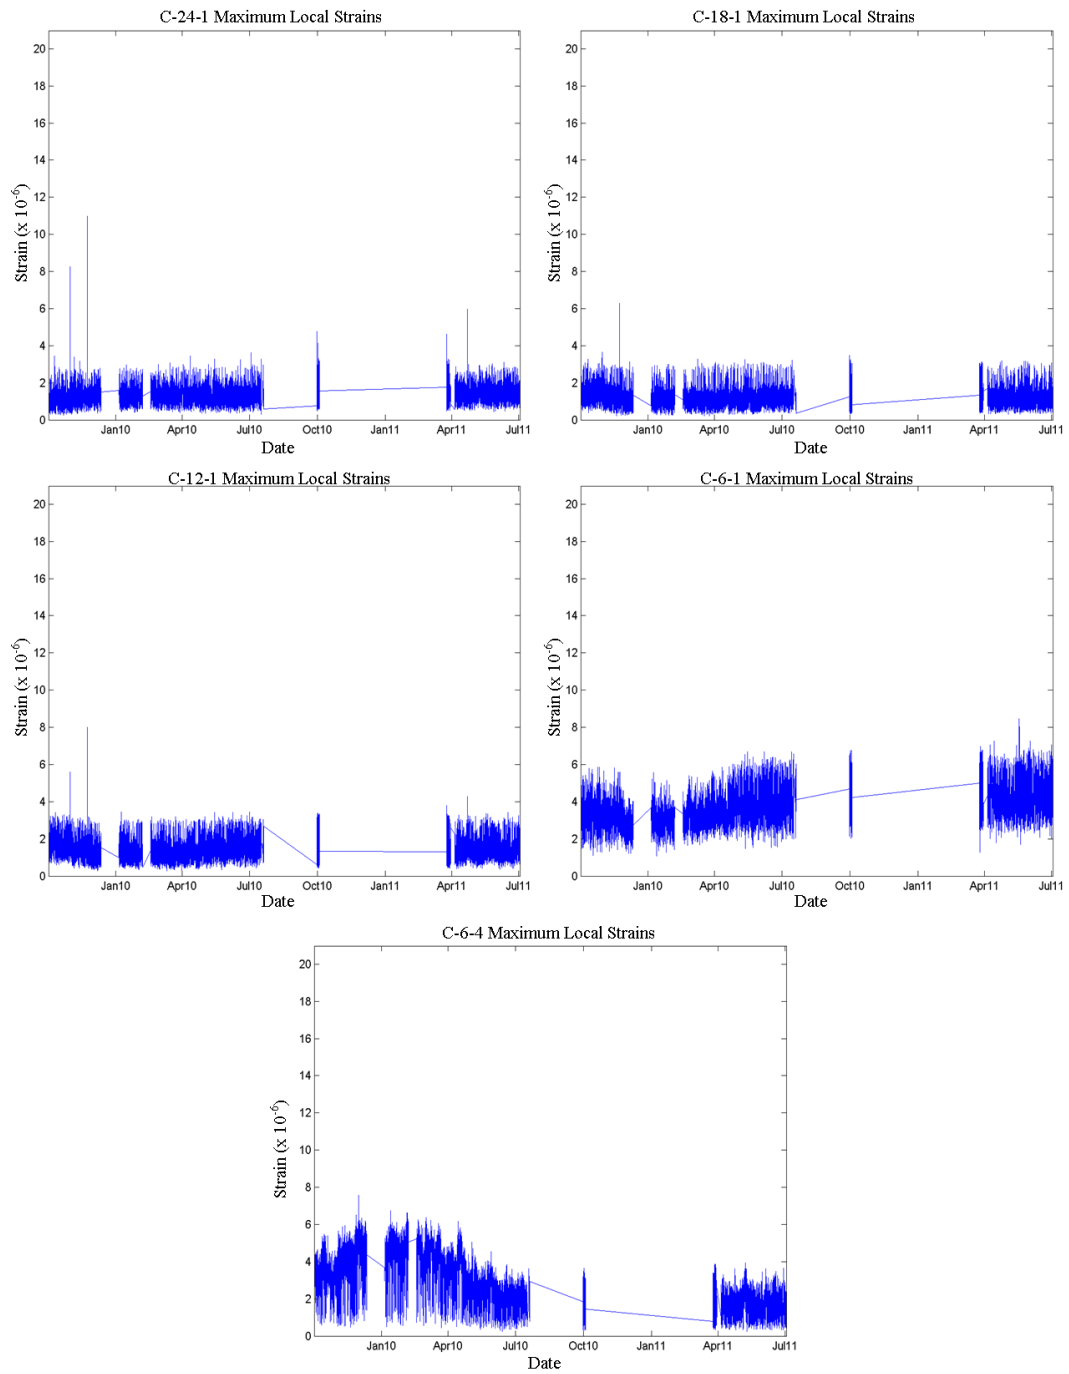 C-24-1 Maximum Local Strains
20
18
16
14
12
10
8
6
4
2
0
Strain (x 10⁻⁶)
Jan10 Apr10 Jul10 Oct10 Jan11 Apr11 Jul11
Date
C-18-1 Maximum Local Strains
20
18
16
14
12
10
8
6
4
2
0
Strain (x 10⁻⁶)
Jan10 Apr10 Jul10 Oct10 Jan11 Apr11 Jul11
Date
C-12-1 Maximum Local Strains
20
18
16
14
12
10
8
6
4
2
0
Strain (x 10⁻⁶)
Jan10 Apr10 Jul10 Oct10 Jan11 Apr11 Jul11
Date
C-6-1 Maximum Local Strains
20
18
16
14
12
10
8
6
4
2
0
Strain (x 10⁻⁶)
Jan10 Apr10 Jul10 Oct10 Jan11 Apr11 Jul11
Date
C-6-4 Maximum Local Strains
20
18
16
14
12
10
8
6
4
2
0
Strain (x 10⁻⁶)
Jan10 Apr10 Jul10 Oct10 Jan11 Apr11 Jul11
Date